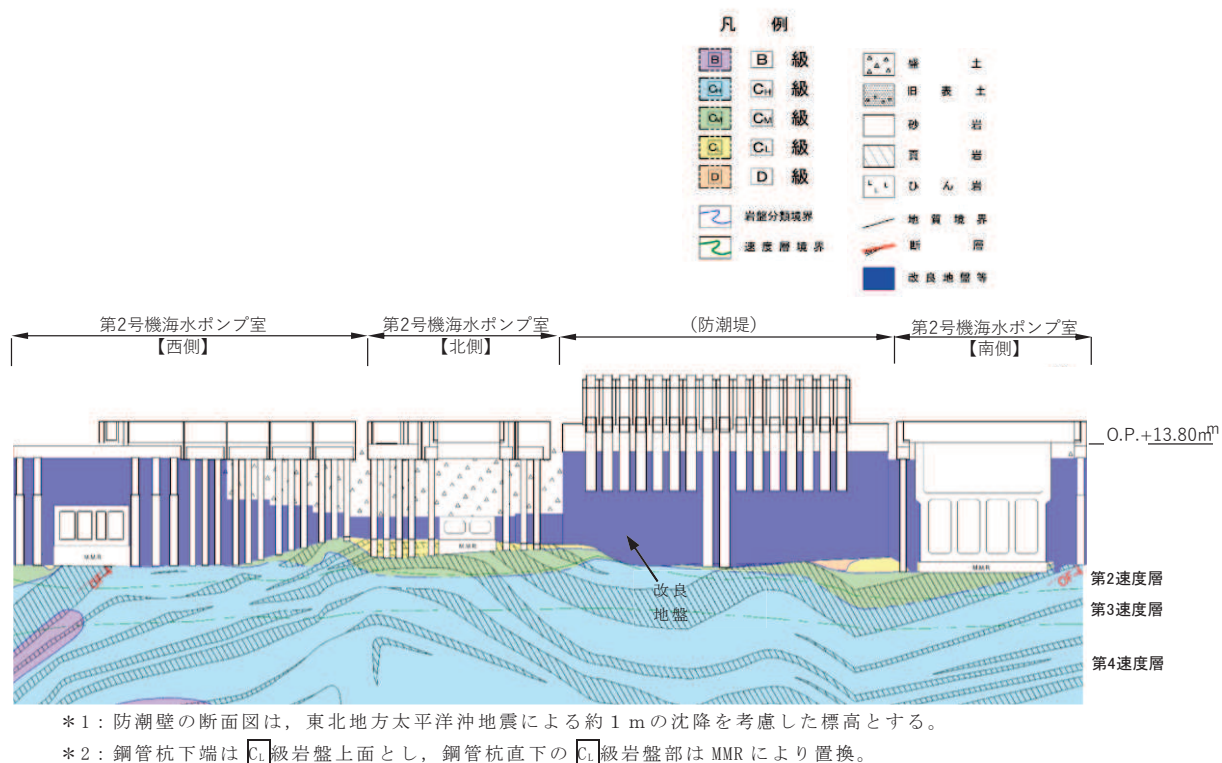 凡 例
B B 級
CH CH 級
CM CM 級
CL CL 級
D D 級
岩盤分類境界
速度層境界
盛土
旧表土
砂岩
頁岩
ひん岩
地質境界
断層
改良地盤等
第2号機海水ポンプ室
【西側】
第2号機海水ポンプ室
【北側】
(防潮堤)
第2号機海水ポンプ室
【南側】
O.P.+13.80m m
MMR
MMR
MMR
改良
地盤
第2速度層
第3速度層
第4速度層
*1：防潮壁の断面図は，東北地方太平洋沖地震による約1mの沈降を考慮した標高とする。
*2：鋼管杭下端はCL級岩盤上面とし，鋼管杭直下のCL級岩盤部はMMRにより置換。